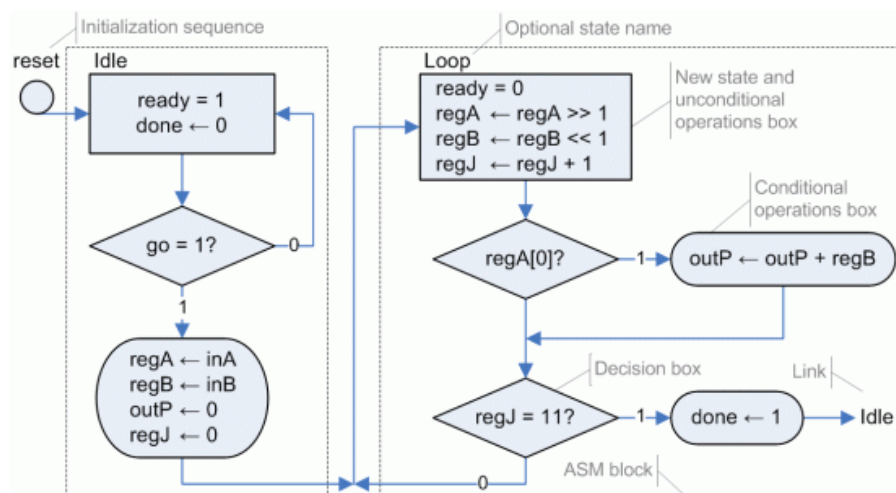 Initialization sequence
Optional state name
reset
Idle
ready = 1
done ← 0
go = 1?
0
1
regA ← inA
regB ← inB
outP ← 0
regJ ← 0
Loop
ready = 0
regA ← regA >> 1
regB ← regB << 1
regJ ← regJ + 1
New state and
unconditional
operations box
regA[0]?
1
Conditional
operations box
outP ← outP + regB
Decision box
regJ = 11?
1
done ← 1
Link
Idle
0
ASM block